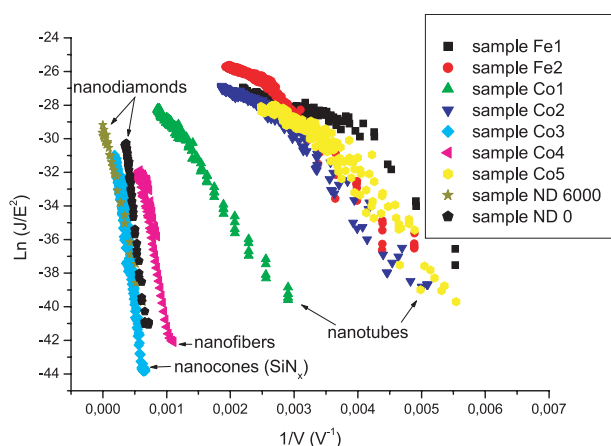 -24
-26
-28
-30
-32
-34
-36
-38
-40
-42
-44
Ln (J/E²)
nanodiamonds
nanofibers
nanocones (SiNₓ)
nanotubes
sample Fe1
sample Fe2
sample Co1
sample Co2
sample Co3
sample Co4
sample Co5
sample ND 6000
sample ND 0
0,000 0,001 0,002 0,003 0,004 0,005 0,006 0,007
1/V (V⁻¹)